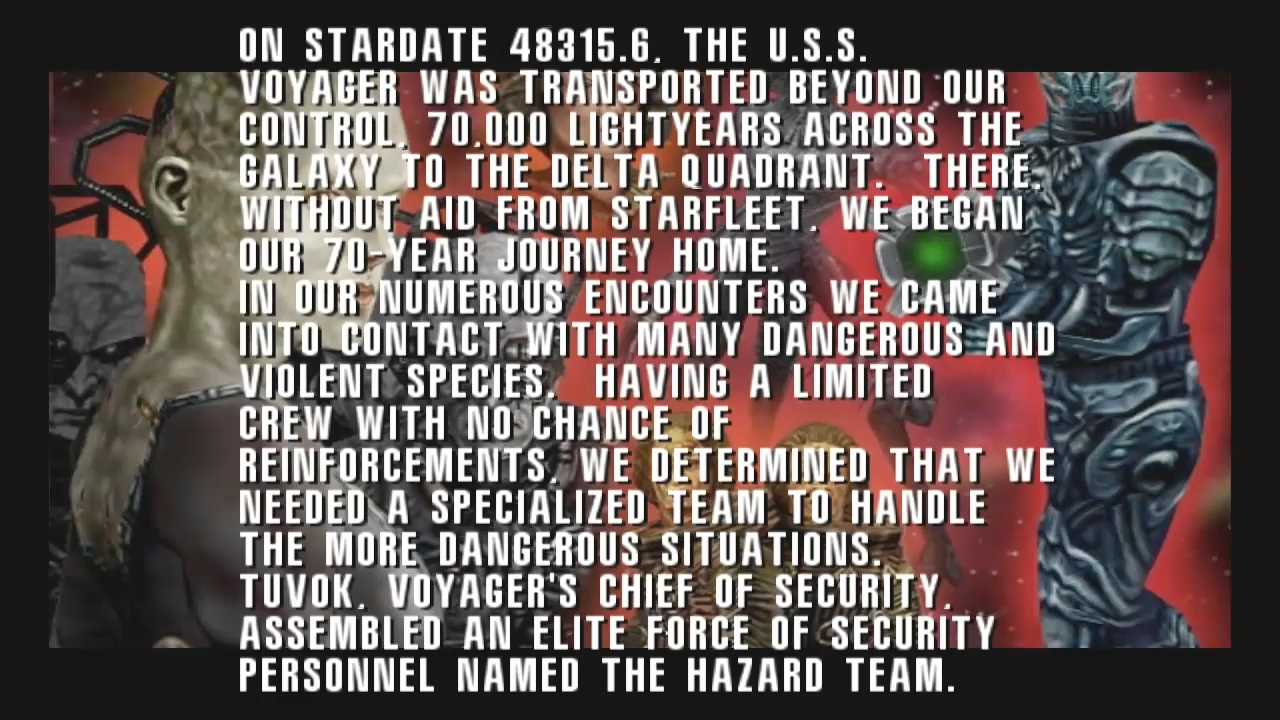 ON STARDATE 48315.6, THE U.S.S.
VOYAGER WAS TRANSPORTED BEYOND OUR
CONTROL, 70,000 LIGHTYEARS ACROSS THE
GALAXY TO THE DELTA QUADRANT.  THERE,
WITHOUT AID FROM STARFLEET, WE BEGAN
OUR 70-YEAR JOURNEY HOME.
IN OUR NUMEROUS ENCOUNTERS WE CAME
INTO CONTACT WITH MANY DANGEROUS AND
VIOLENT SPECIES.  HAVING A LIMITED
CREW WITH NO CHANCE OF
REINFORCEMENTS, WE DETERMINED THAT WE
NEEDED A SPECIALIZED TEAM TO HANDLE
THE MORE DANGEROUS SITUATIONS.
TUVOK, VOYAGER'S CHIEF OF SECURITY,
ASSEMBLED AN ELITE FORCE OF SECURITY
PERSONNEL NAMED THE HAZARD TEAM.